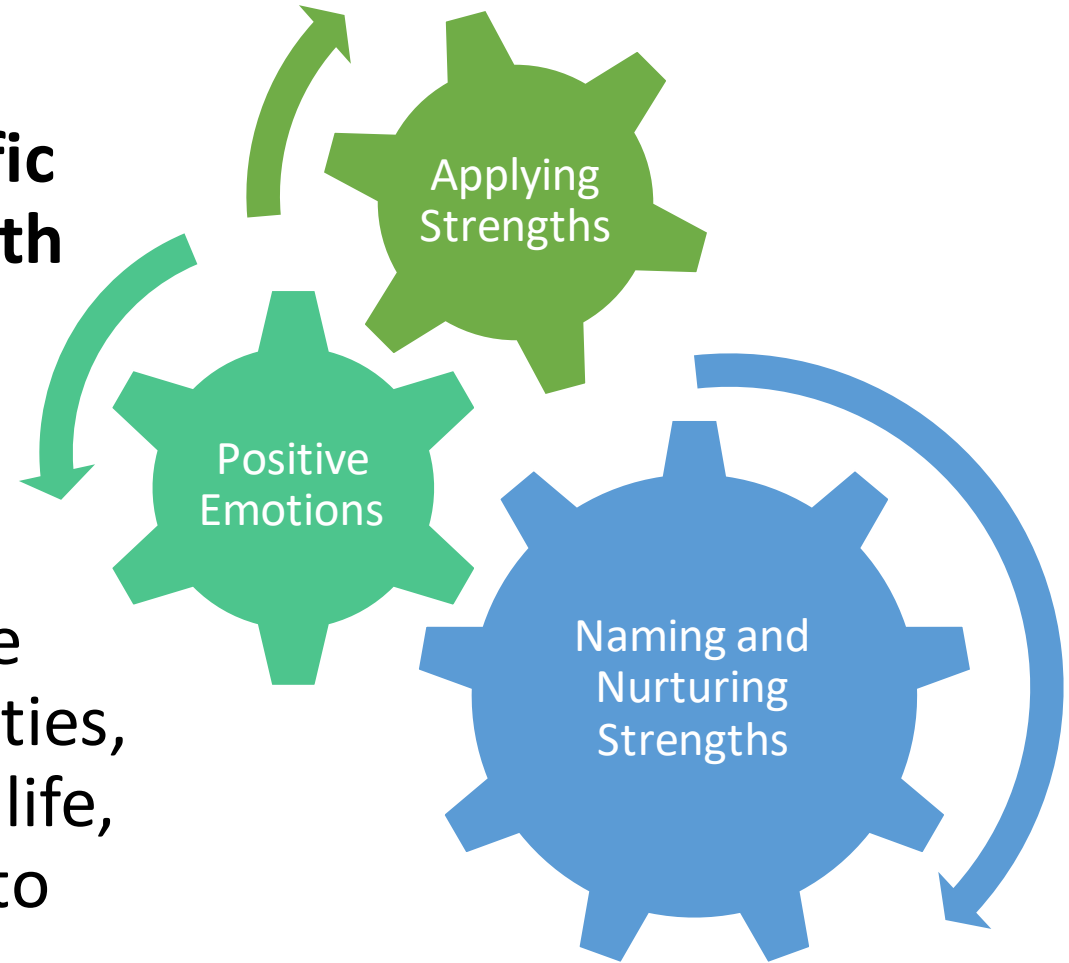 fic
th
e
ties,
life,
to
Applying
Strengths
Positive
Emotions
Naming and
Nurturing
Strengths